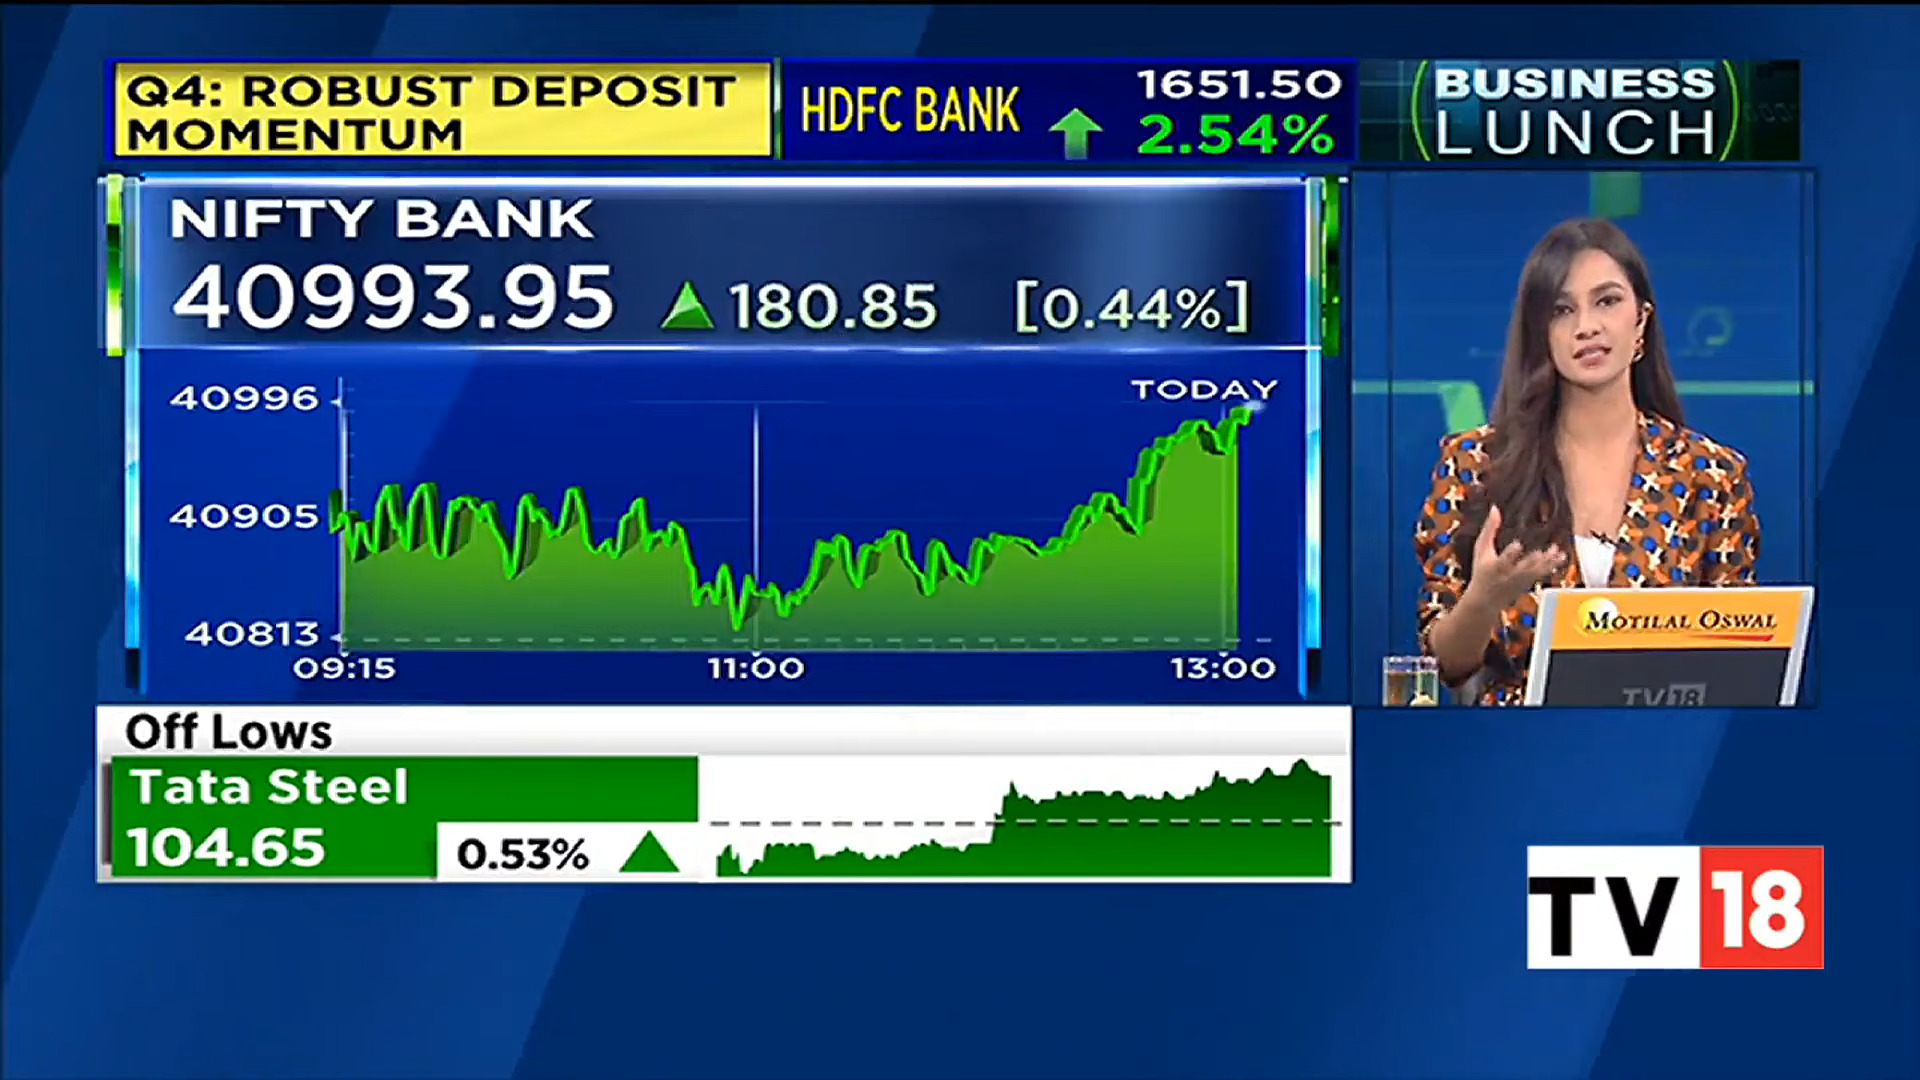 Q4: ROBUST DEPOSIT
MOMENTUM
HDFC BANK
1651.50
2.54%
BUSINESS
LUNCH
NIFTY BANK
40993.95 180.85 [0.44%]
TODAY
40996
40905
40813
09:15 11:00 13:00
MOTILAL OSWAL
TV18
Off Lows
Tata Steel
104.65
0.53%
TV18